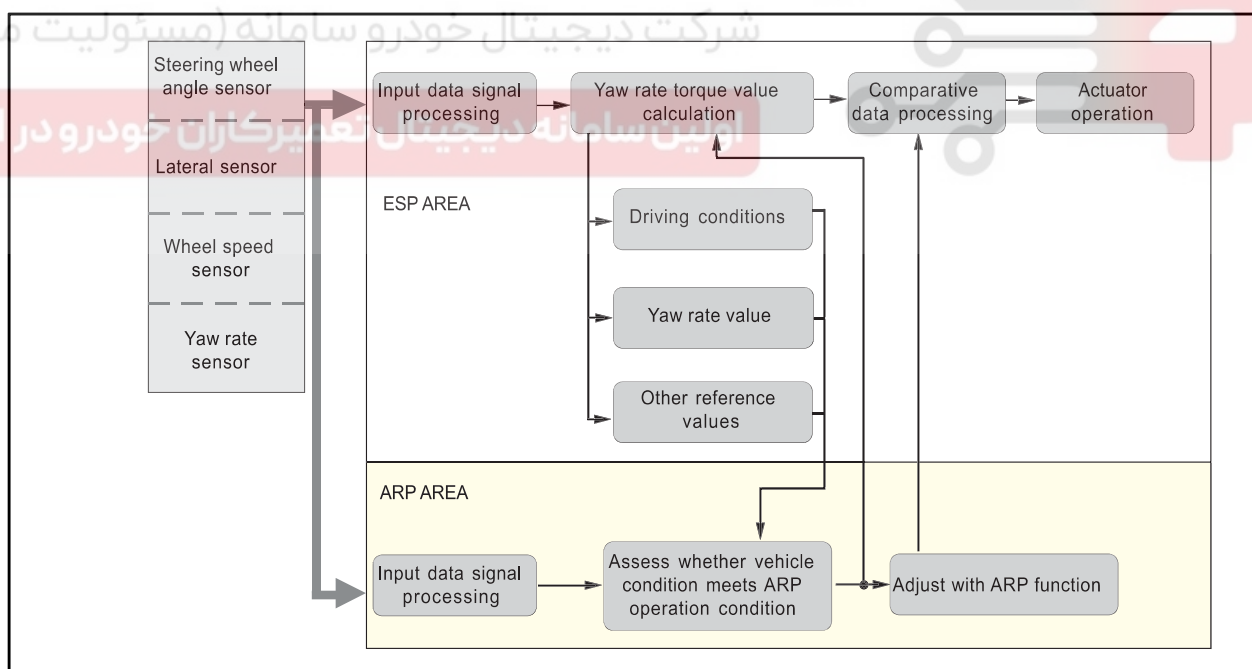 شرکت دیجیتال خودرو سامانه (مسئولیت م
Steering wheel
angle sensor
Lateral sensor
Wheel speed
sensor
Yaw rate
sensor
Input data signal
processing
Yaw rate torque value
calculation
Comparative
data processing
Actuator
operation
اولین سامانه دیجیتال تعمیرکاران خودرو در ا
ESP AREA
Driving conditions
Yaw rate value
Other reference
values
ARP AREA
Input data signal
processing
Assess whether vehicle
condition meets ARP
operation condition
Adjust with ARP function